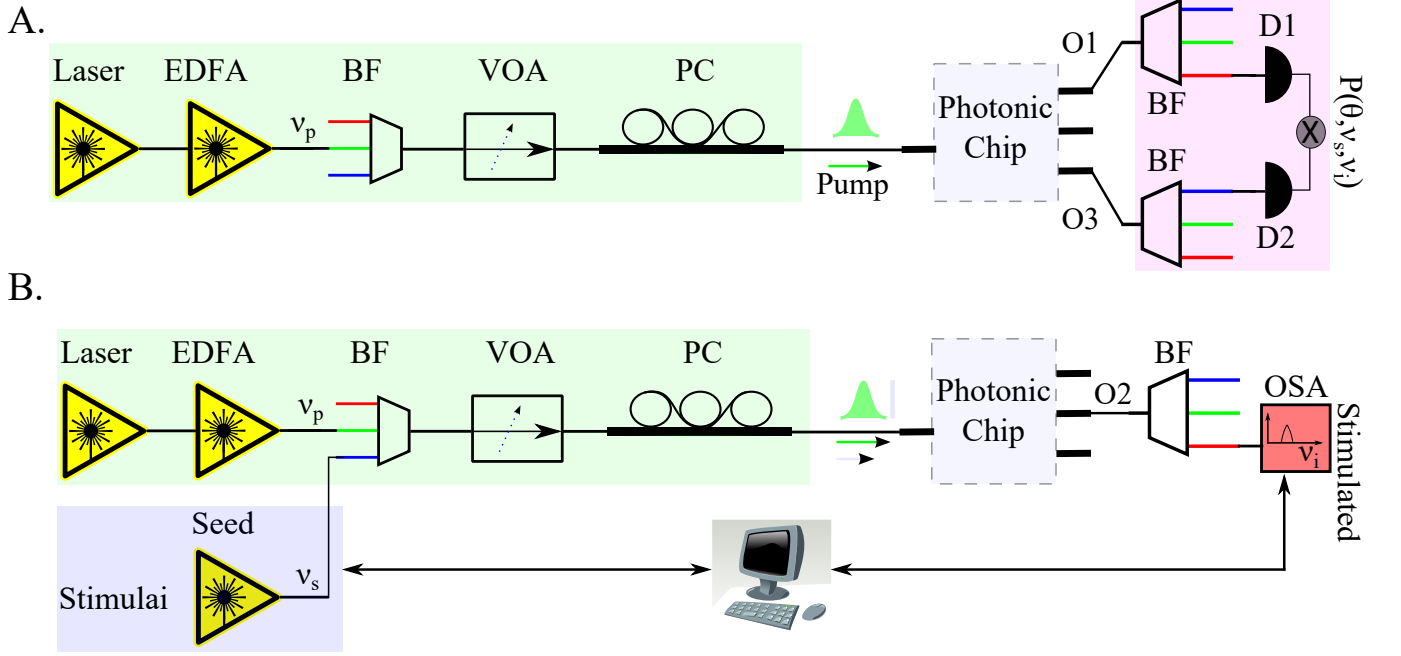 A.
Laser EDFA BF VOA PC
νp
Pump
Photonic
Chip
O1
O3
BF
BF
D1
D2
X
P(θ,νs,νi)
B.
Laser EDFA BF VOA PC
νp
Photonic
Chip
O2
BF
OSA
νi
Stimulated
Seed
νs
Stimulai